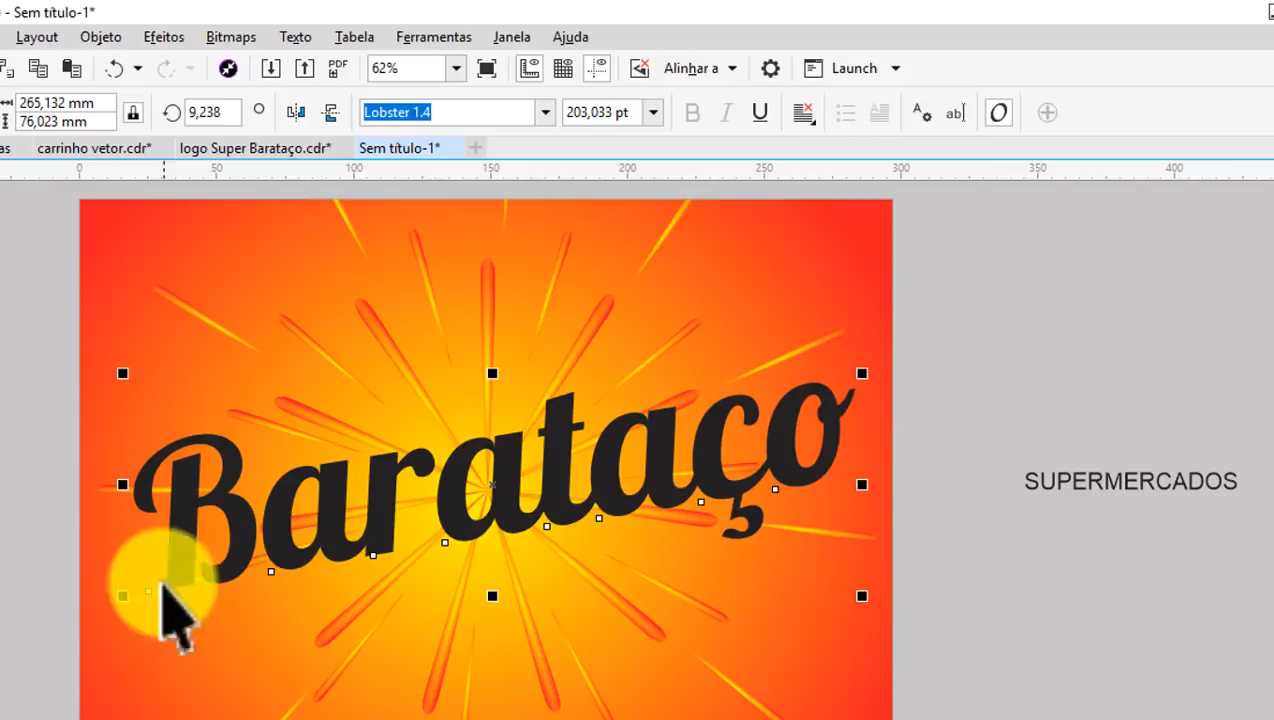 - Sem título-1*
Layout Objeto Efeitos Bitmaps Texto Tabela Ferramentas Janela Ajuda
PDF 62% Alinhar a Launch
265,132 mm
76,023 mm
9,238 Lobster 1.4 203,033 pt B I U ab O
as carrinho vetor.cdr* logo Super Barataço.cdr* Sem título-1*
0 50 100 150 200 250 300 350 400
Barataço
SUPERMERCADOS